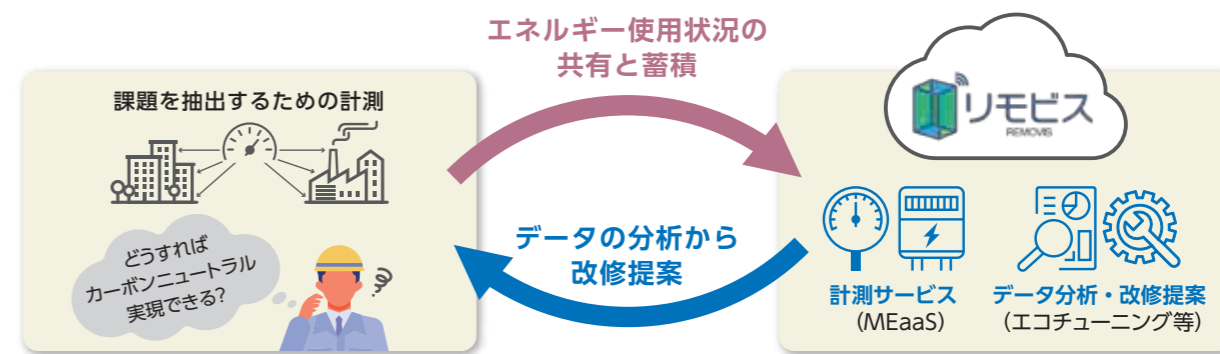 エネルギー使用状況の
共有と蓄積
課題を抽出するための計測
どうすれば
カーボンニュートラル
実現できる?
データの分析から
改修提案
リモビス
REMOVIS
計測サービス
（MEaaS）
データ分析・改修提案
（エコチューニング等）